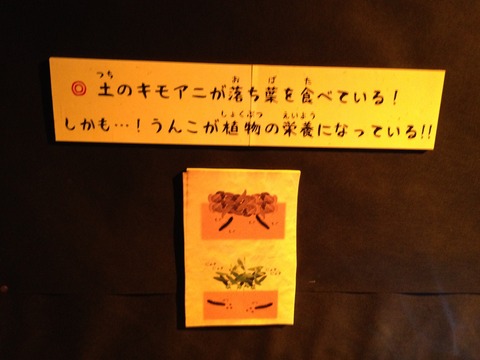 ◎土のキモアニが落ち葉を食べている！
しかも…！うんこが植物の栄養になっている!!